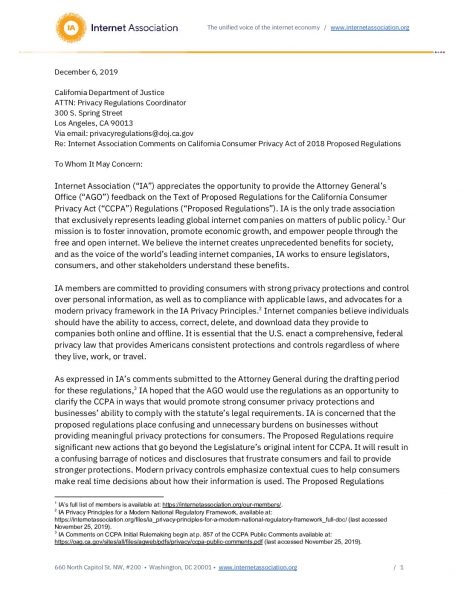 IA Internet Association
The unified voice of the internet economy / www.internetassociation.org
December 6, 2019
California Department of Justice
ATTN: Privacy Regulations Coordinator
300 S. Spring Street
Los Angeles, CA 90013
Via email: privacyregulations@doj.ca.gov
Re: Internet Association Comments on California Consumer Privacy Act of 2018 Proposed Regulations
To Whom It May Concern:
Internet Association (“IA”) appreciates the opportunity to provide the Attorney General’s
Office (“AGO”) feedback on the Text of Proposed Regulations for the California Consumer
Privacy Act (“CCPA”) Regulations (“Proposed Regulations”). IA is the only trade association
that exclusively represents leading global internet companies on matters of public policy.¹ Our
mission is to foster innovation, promote economic growth, and empower people through the
free and open internet. We believe the internet creates unprecedented benefits for society,
and as the voice of the world’s leading internet companies, IA works to ensure legislators,
consumers, and other stakeholders understand these benefits.
IA members are committed to providing consumers with strong privacy protections and control
over personal information, as well as to compliance with applicable laws, and advocates for a
modern privacy framework in the IA Privacy Principles.² Internet companies believe individuals
should have the ability to access, correct, delete, and download data they provide to
companies both online and offline. It is essential that the U.S. enact a comprehensive, federal
privacy law that provides Americans consistent protections and controls regardless of where
they live, work, or travel.
As expressed in IA’s comments submitted to the Attorney General during the drafting period
for these regulations,³ IA hoped that the AGO would use the regulations as an opportunity to
clarify the CCPA in ways that would promote strong consumer privacy protections and
businesses’ ability to comply with the statute’s legal requirements. IA is concerned that the
proposed regulations place confusing and unnecessary burdens on businesses without
providing meaningful privacy protections for consumers. The Proposed Regulations require
significant new actions that go beyond the Legislature’s original intent for CCPA. It will result in
a confusing barrage of notices and disclosures that frustrate consumers and fail to provide
stronger protections. Modern privacy controls emphasize contextual cues to help consumers
make real time decisions about how their information is used. The Proposed Regulations
¹ IA's full list of members is available at: https://internetassociation.org/our-members/.
² IA Privacy Principles for a Modern National Regulatory Framework, available at:
https://internetassociation.org/files/ia_privacy-principles-for-a-modern-national-regulatory-framework_full-doc/ (last accessed
November 25, 2019).
³ IA Comments on CCPA Initial Rulemaking begin at p. 857 of the CCPA Public Comments available at:
https://oag.ca.gov/sites/all/files/agweb/pdfs/privacy/ccpa-public-comments.pdf (last accessed November 25, 2019).
660 North Capitol St. NW, #200 • Washington, DC 20001 • www.internetassociation.org / 1